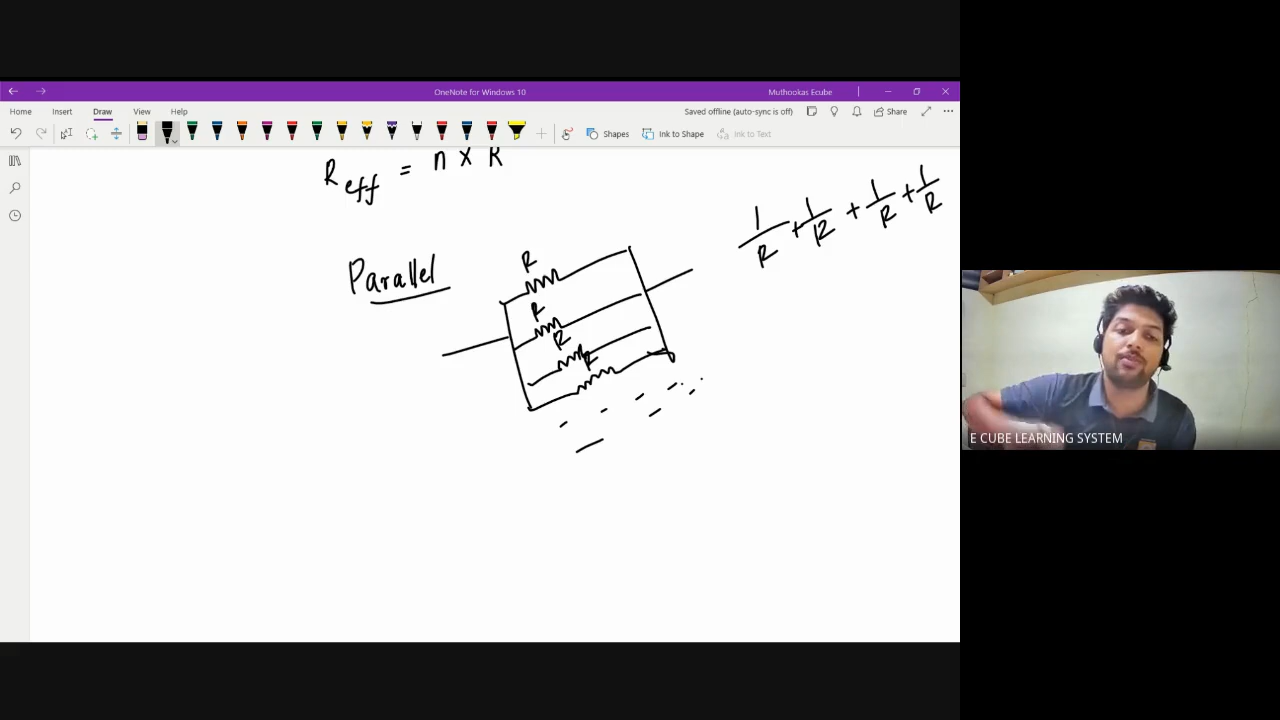 OneNote for Windows 10
Muthookas Ecube
Home Insert Draw View Help
Saved offline (auto-sync is off)
Share
Shapes
Ink to Shape
Ink to Text
R eff = n x R
1/R + 1/R + 1/R + 1/R
Parallel
R
R
R
R
E CUBE LEARNING SYSTEM